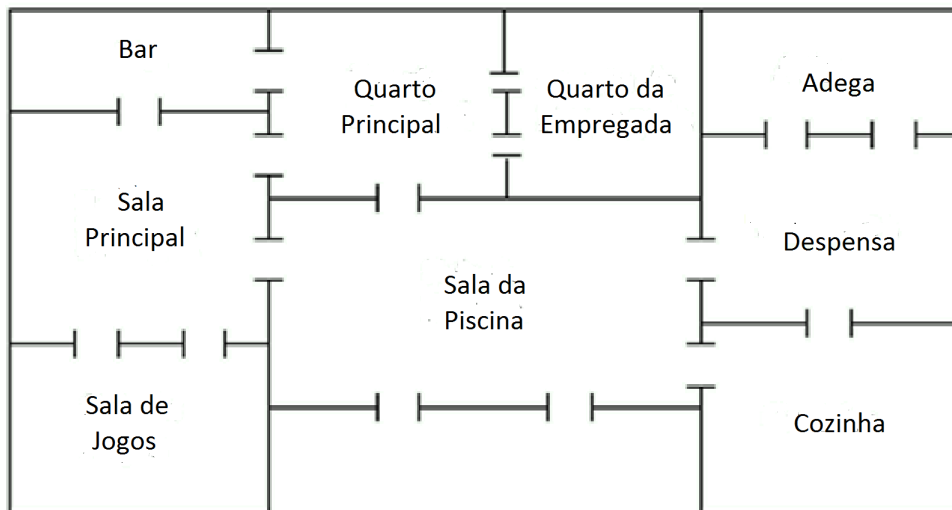 Bar
Quarto
Principal
Quarto da
Empregada
Adega
Sala
Principal
Sala da
Piscina
Despensa
Sala de
Jogos
Cozinha